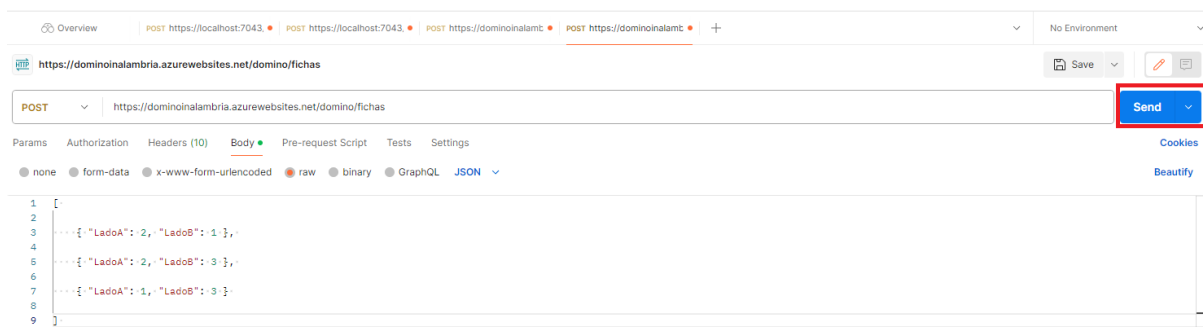 Overview POST https://localhost:7043, POST https://localhost:7043, POST https://dominoinalamb POST https://dominoinalamb + No Environment
HTTP https://dominoinalambria.azurewebsites.net/domino/fichas Save
POST https://dominoinalambria.azurewebsites.net/domino/fichas Send
Params Authorization Headers (10) Body Pre-request Script Tests Settings Cookies
none form-data x-www-form-urlencoded raw binary GraphQL JSON Beautify
1 [
2
3 { "LadoA": 2, "LadoB": 1 },
4
5 { "LadoA": 2, "LadoB": 3 },
6
7 { "LadoA": 1, "LadoB": 3 }
8
9 ]